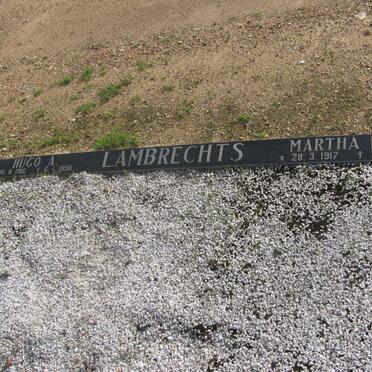 HUGO A.
LAMBRECHTS
MARTHA
* 28.3.1917 +